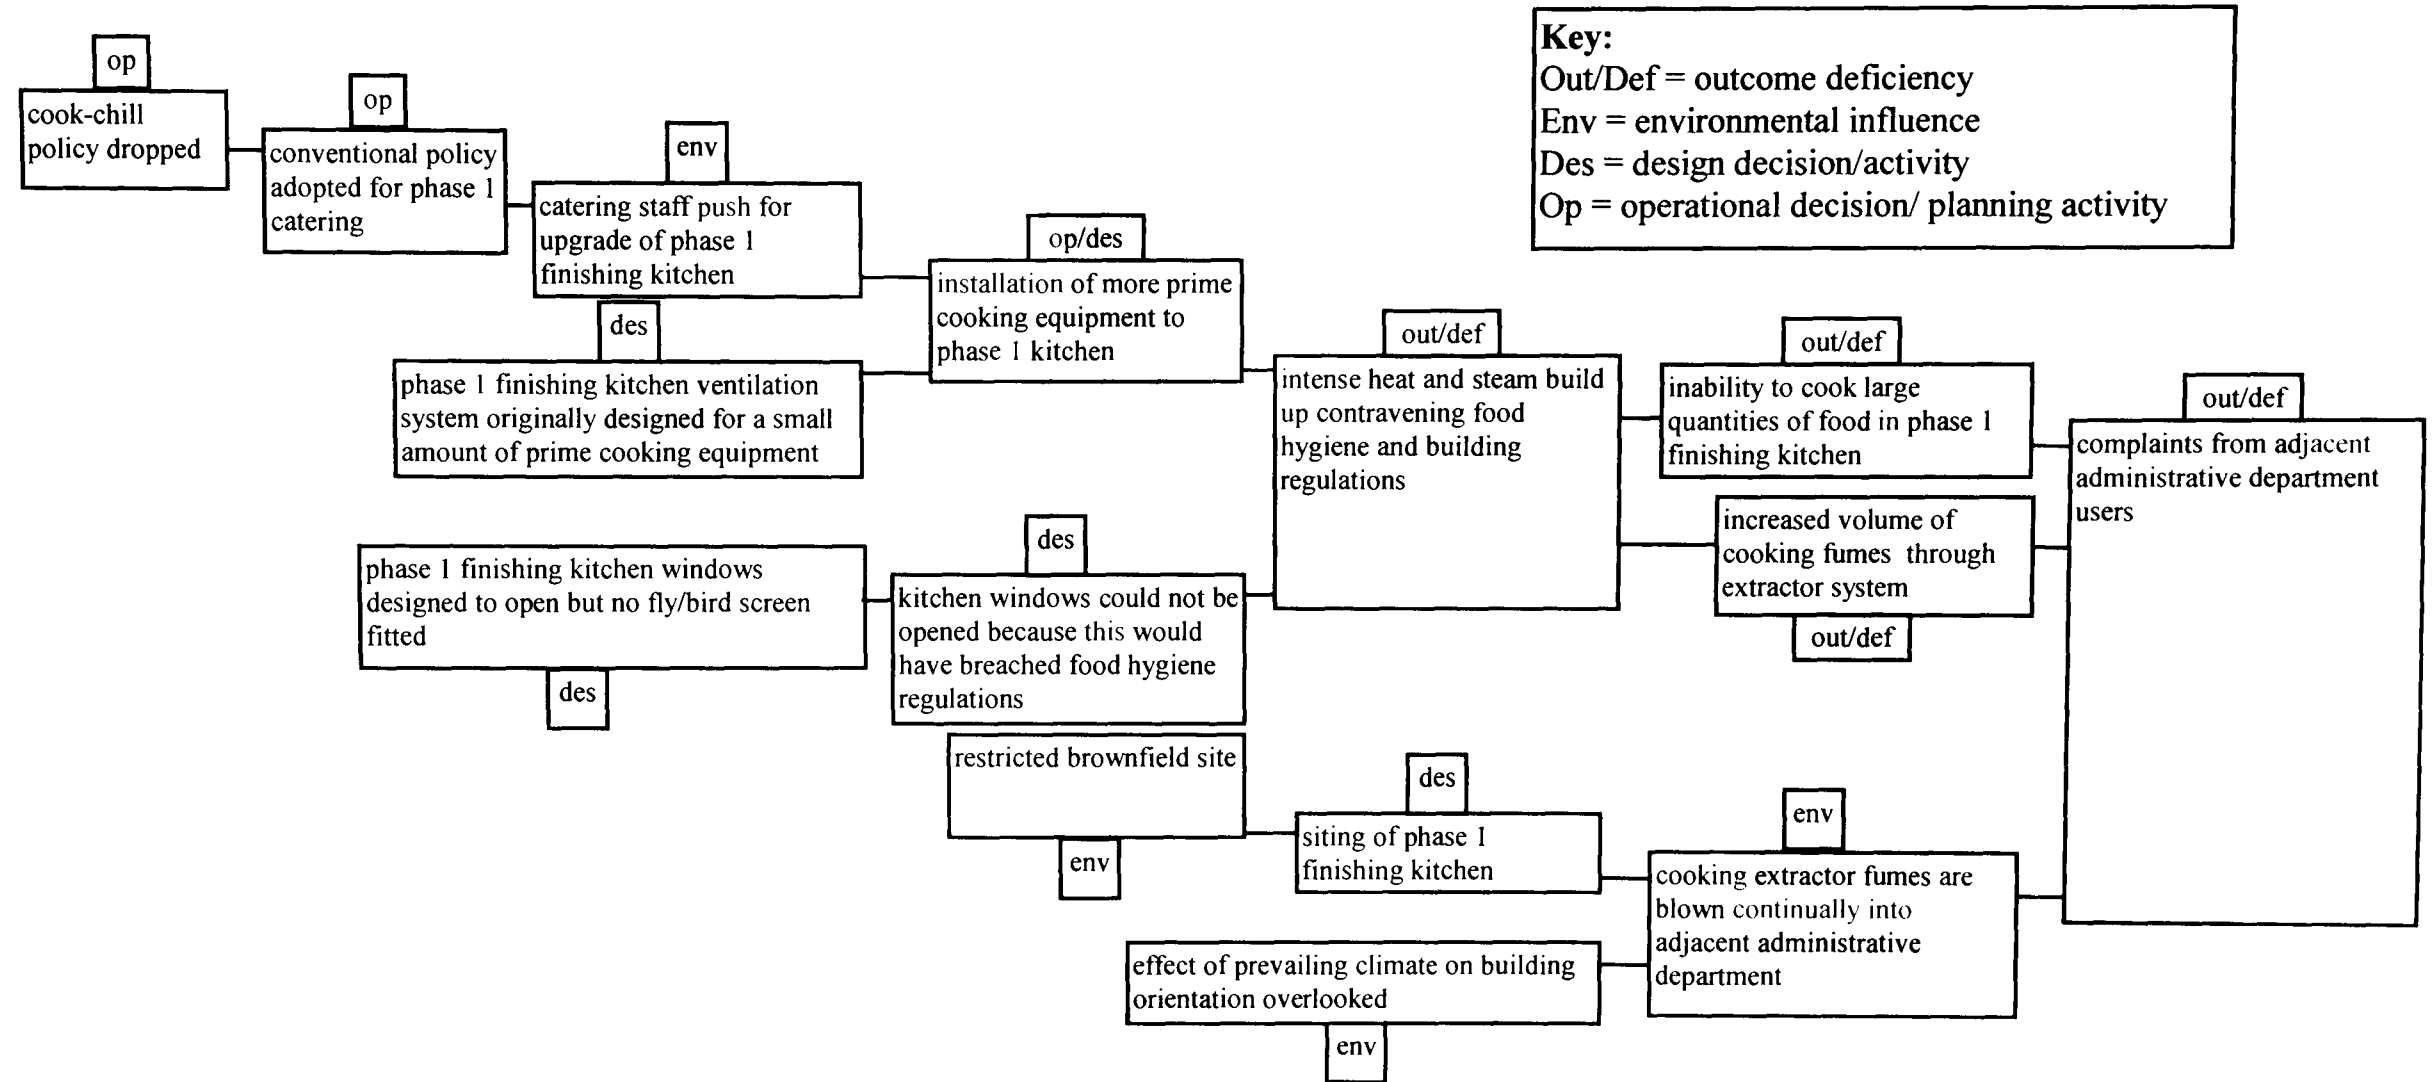 Key:
Out/Def = outcome deficiency
Env = environmental influence
Des = design decision/activity
Op = operational decision/ planning activity
op
cook-chill
policy dropped
op
conventional policy
adopted for phase 1
catering
env
catering staff push for
upgrade of phase 1
finishing kitchen
des
phase 1 finishing kitchen ventilation
system originally designed for a small
amount of prime cooking equipment
op/des
installation of more prime
cooking equipment to
phase 1 kitchen
phase 1 finishing kitchen windows
designed to open but no fly/bird screen
fitted
des
des
kitchen windows could not be
opened because this would
have breached food hygiene
regulations
out/def
intense heat and steam build
up contravening food
hygiene and building
regulations
out/def
inability to cook large
quantities of food in phase 1
finishing kitchen
increased volume of
cooking fumes through
extractor system
out/def
restricted brownfield site
env
des
siting of phase 1
finishing kitchen
effect of prevailing climate on building
orientation overlooked
env
env
cooking extractor fumes are
blown continually into
adjacent administrative
department
out/def
complaints from adjacent
administrative department
users